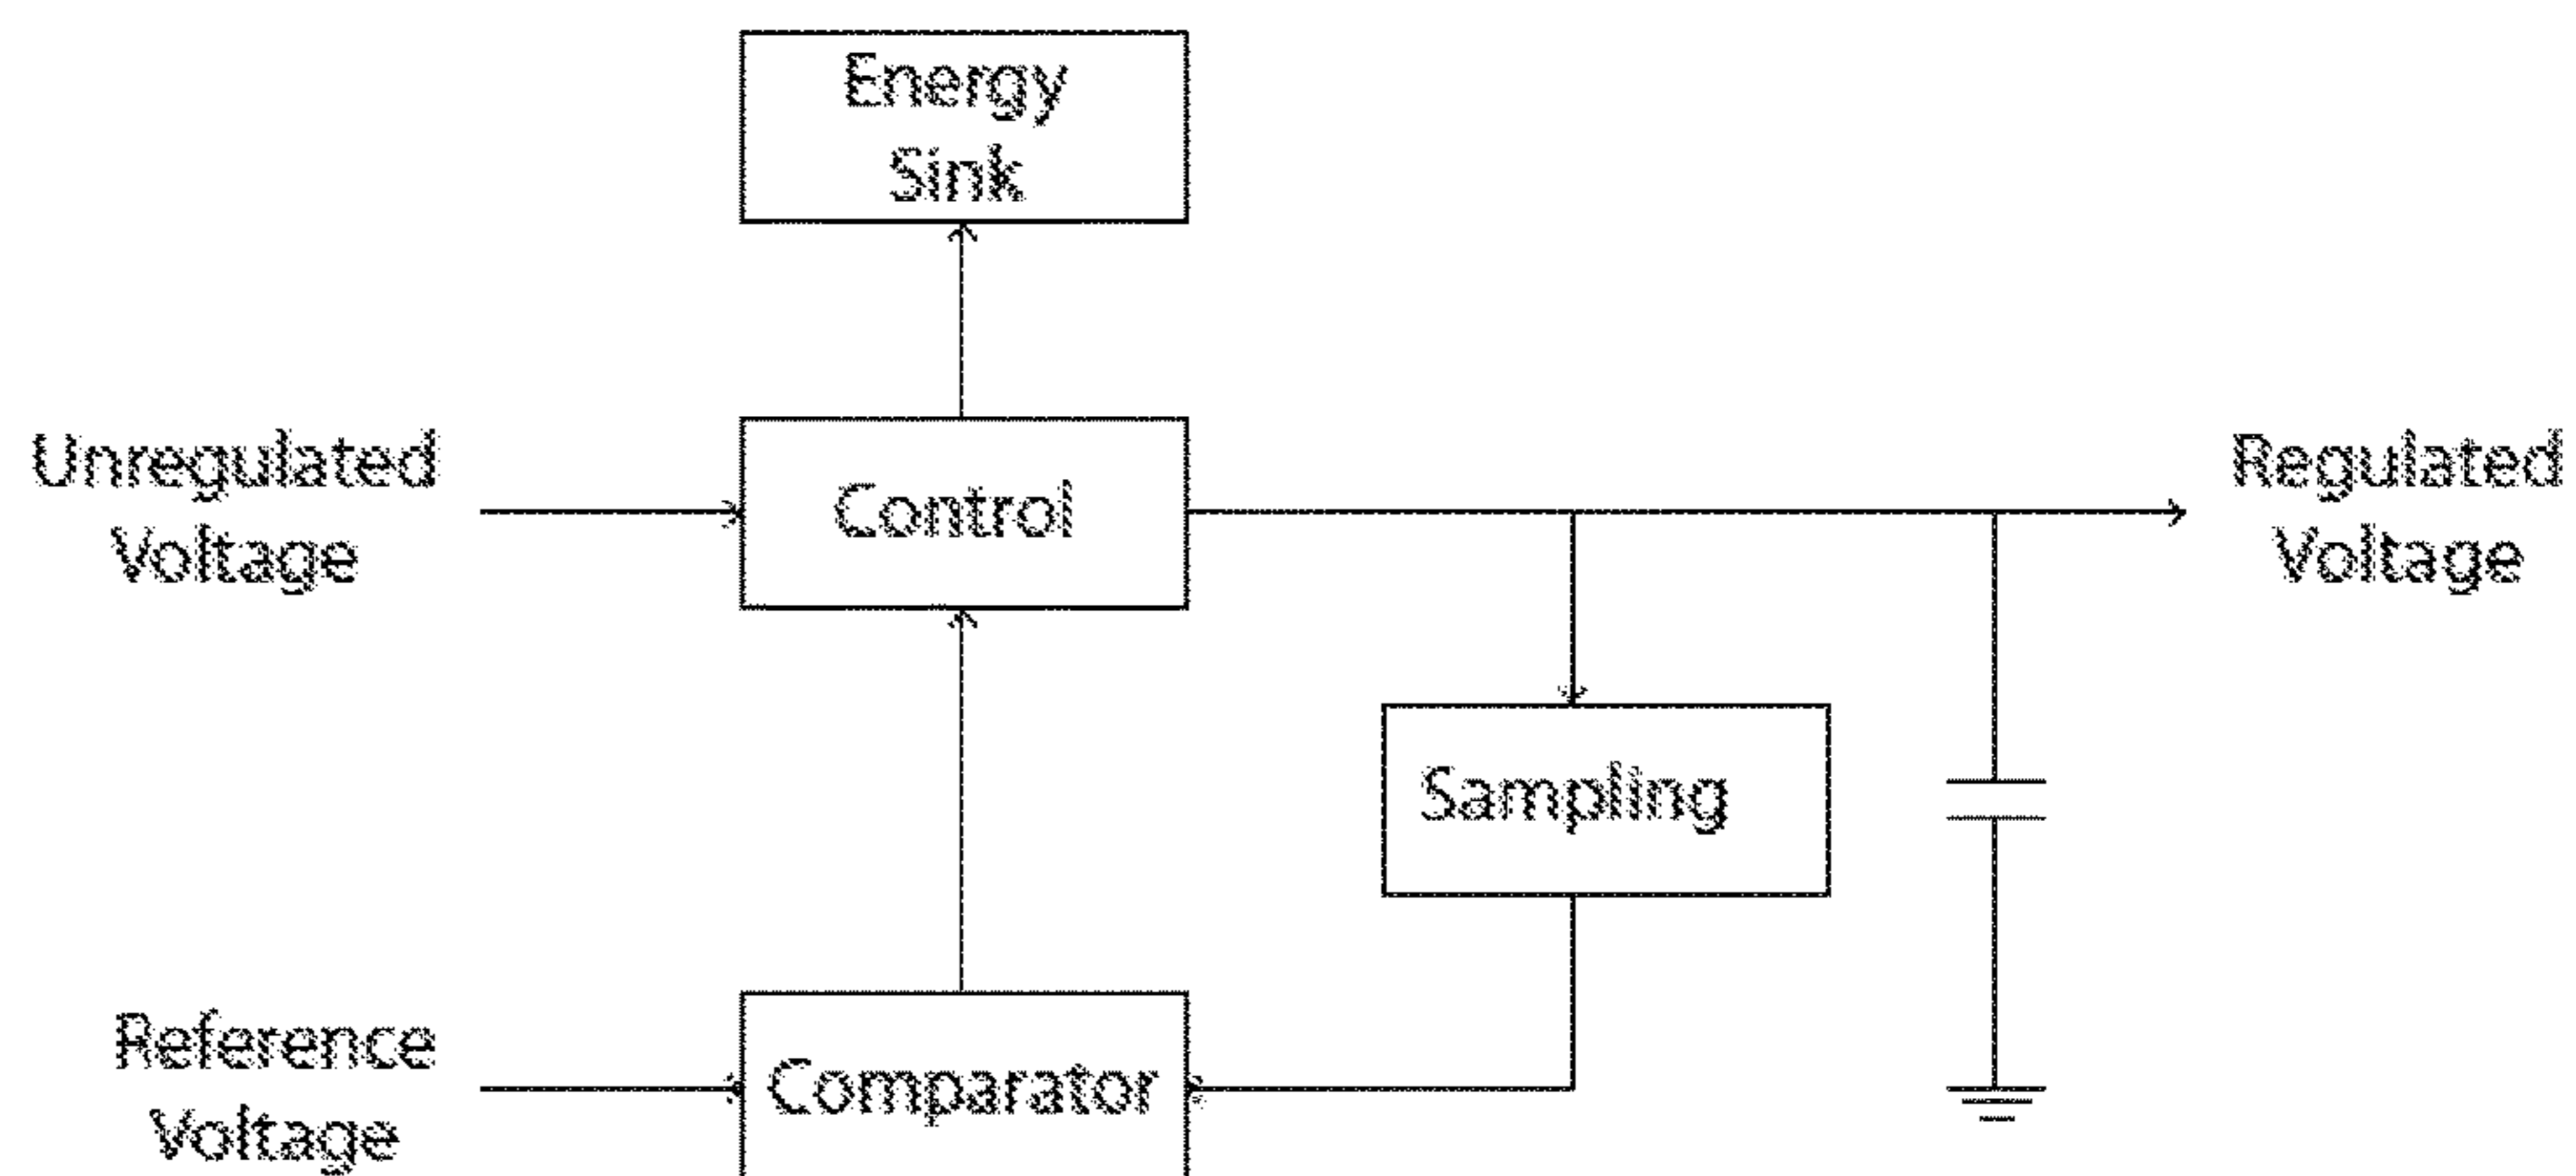 Energy
Sink
Unregulated
Voltage
Control
Regulated
Voltage
Sampling
Reference
Voltage
Comparator